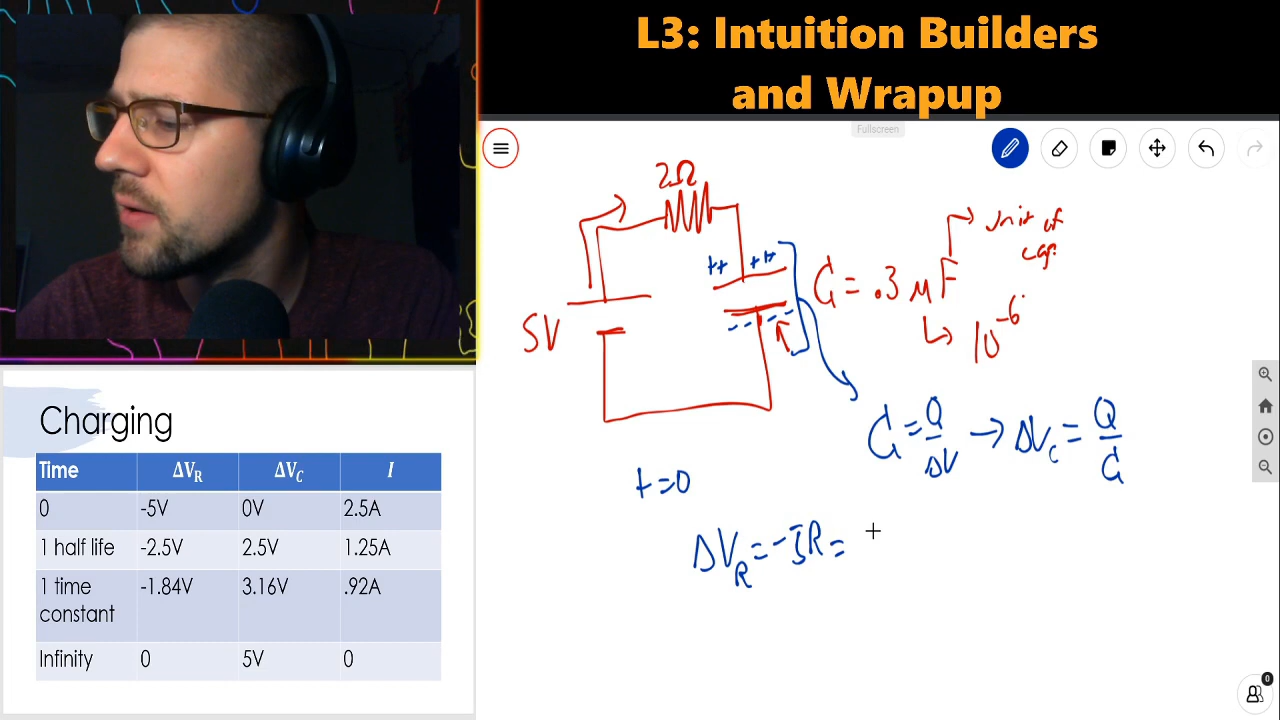 L3: Intuition Builders
and Wrapup
Fullscreen
2Ω
5V
++ ++
C = .3 μF
unit of
cap.
10⁻⁶
C = Q/ΔV → ΔV_C = Q/C
t=0
ΔV_R = -IR =
Charging
Time ΔV_R ΔV_C I
0 -5V 0V 2.5A
1 half life -2.5V 2.5V 1.25A
1 time constant -1.84V 3.16V .92A
Infinity 0 5V 0
0